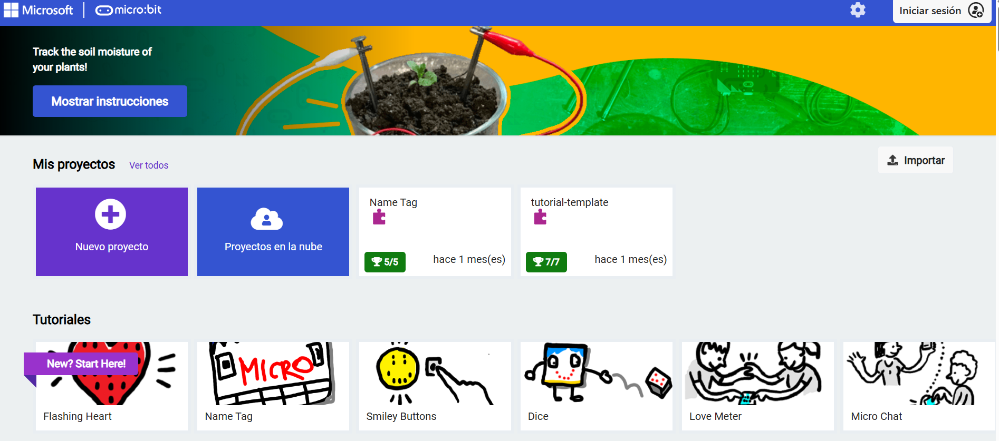 Microsoft
micro:bit
Iniciar sesión
Track the soil moisture of
your plants!
Mostrar instrucciones
Mis proyectos
Ver todos
Importar
Nuevo proyecto
Proyectos en la nube
Name Tag
5/5
hace 1 mes(es)
tutorial-template
7/7
hace 1 mes(es)
Tutoriales
New? Start Here!
MICRO
Flashing Heart
Name Tag
Smiley Buttons
Dice
Love Meter
Micro Chat